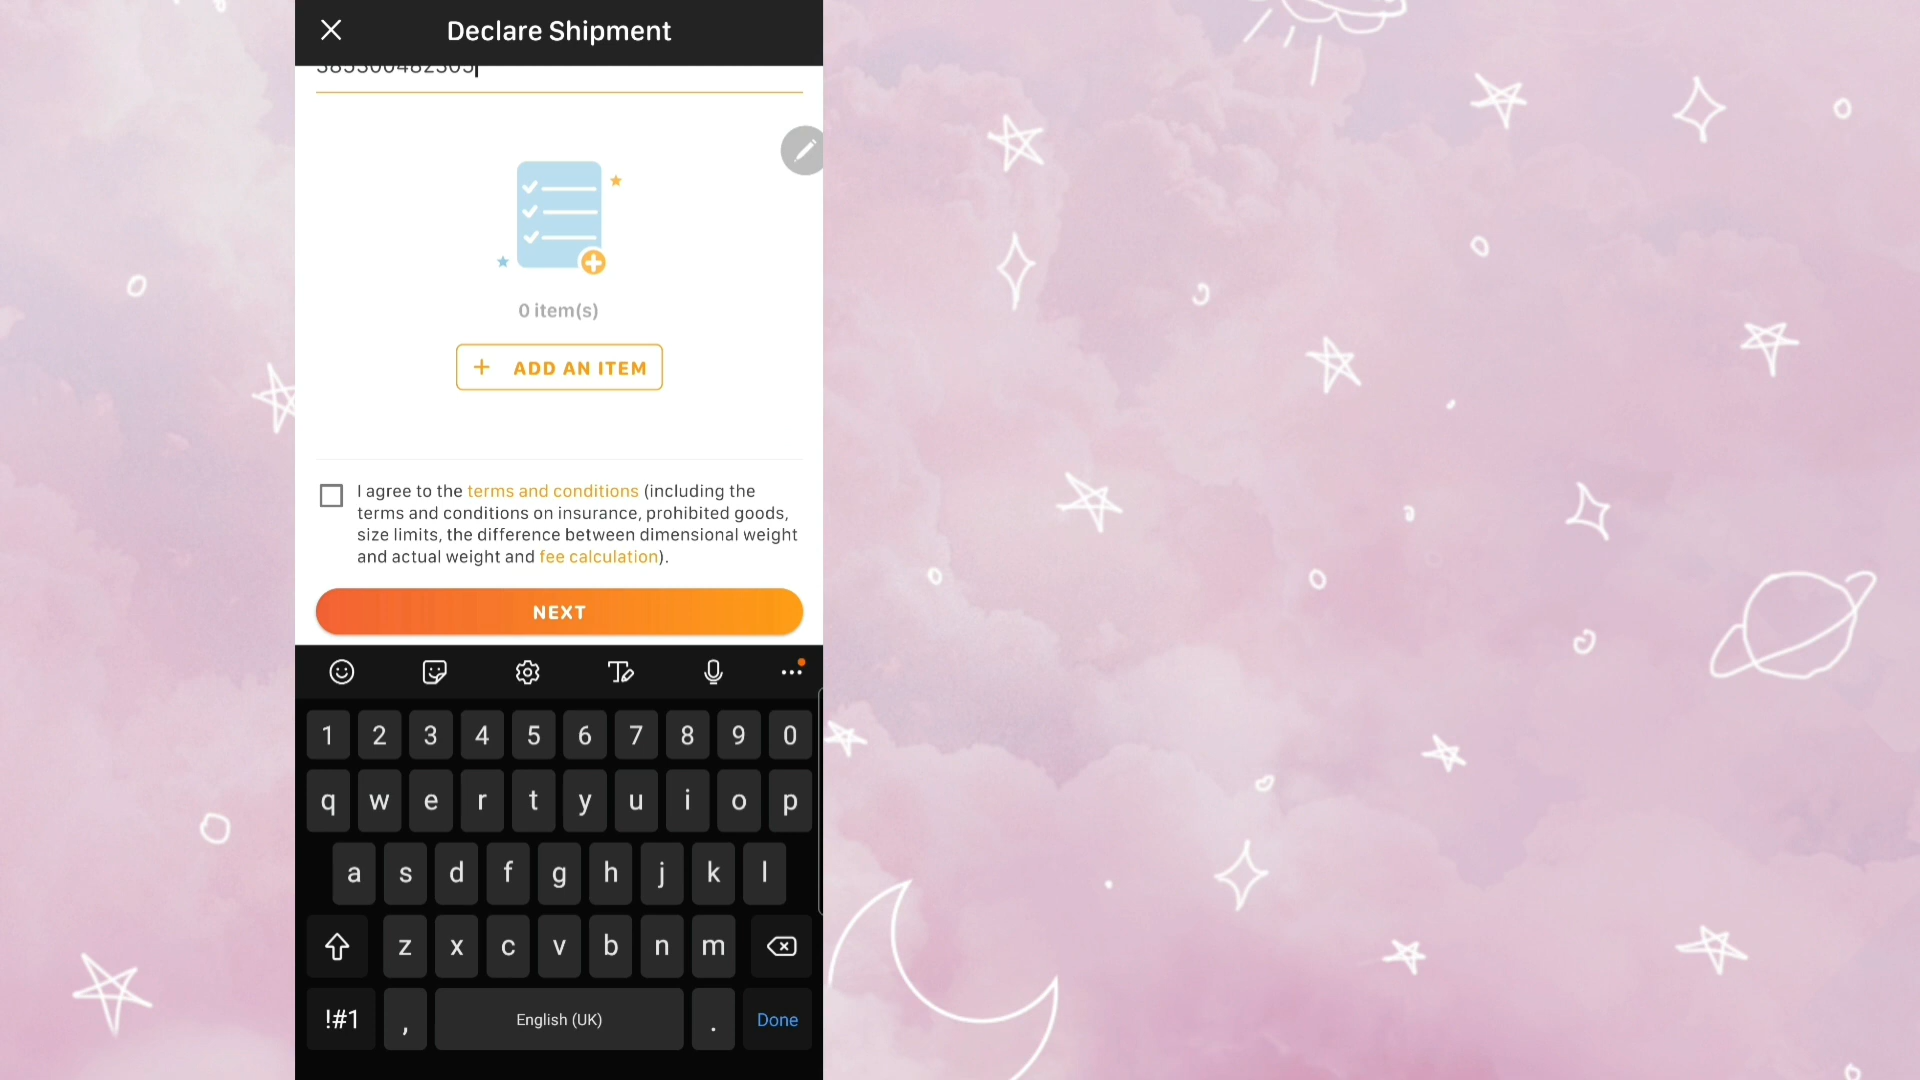 Declare Shipment
0 item(s)
+ ADD AN ITEM
I agree to the terms and conditions (including the
terms and conditions on insurance, prohibited goods,
size limits, the difference between dimensional weight
and actual weight and fee calculation).
NEXT
1 2 3 4 5 6 7 8 9 0
q w e r t y u i o p
a s d f g h j k l
z x c v b n m
!#1 , English (UK) . Done